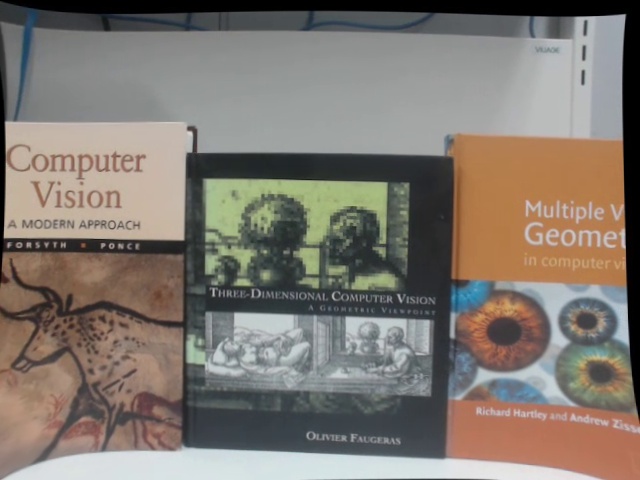 Computer
Vision
A MODERN APPROACH
FORSYTH PONCE
THREE-DIMENSIONAL COMPUTER VISION
A GEOMETRIC VIEWPOINT
OLIVIER FAUGERAS
Multiple V
Geomet
in computer vi
Richard Hartley and Andrew Zisse